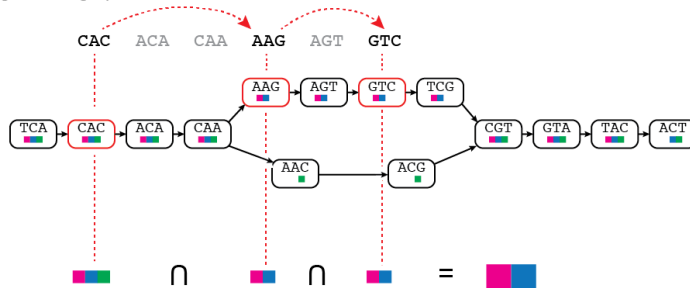 CAC ACA CAA AAG AGT GTC
AAG AGT GTC TCG
TCA CAC ACA CAA CGT GTA TAC ACT
AAC ACG
∩ ∩ =